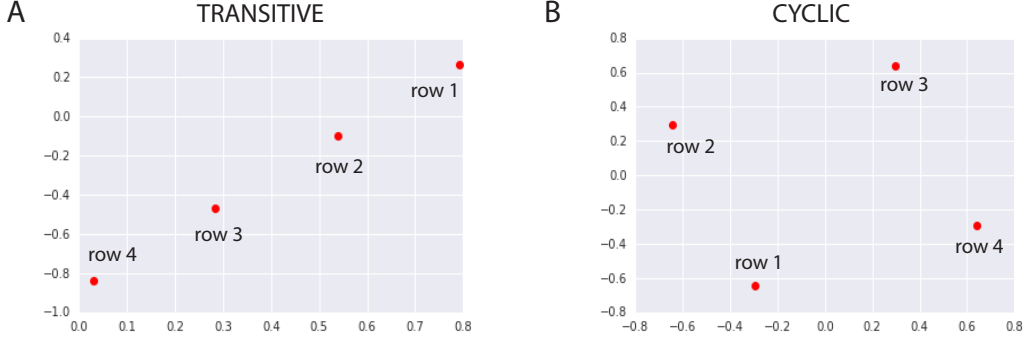 A TRANSITIVE
0.4
0.2
0.0
−0.2
−0.4
−0.6
−0.8
−1.0
row 1
row 2
row 3
row 4
0.0 0.1 0.2 0.3 0.4 0.5 0.6 0.7 0.8
B CYCLIC
0.8
0.6
0.4
0.2
0.0
−0.2
−0.4
−0.6
−0.8
row 3
row 2
row 4
row 1
−0.8 −0.6 −0.4 −0.2 0.0 0.2 0.4 0.6 0.8